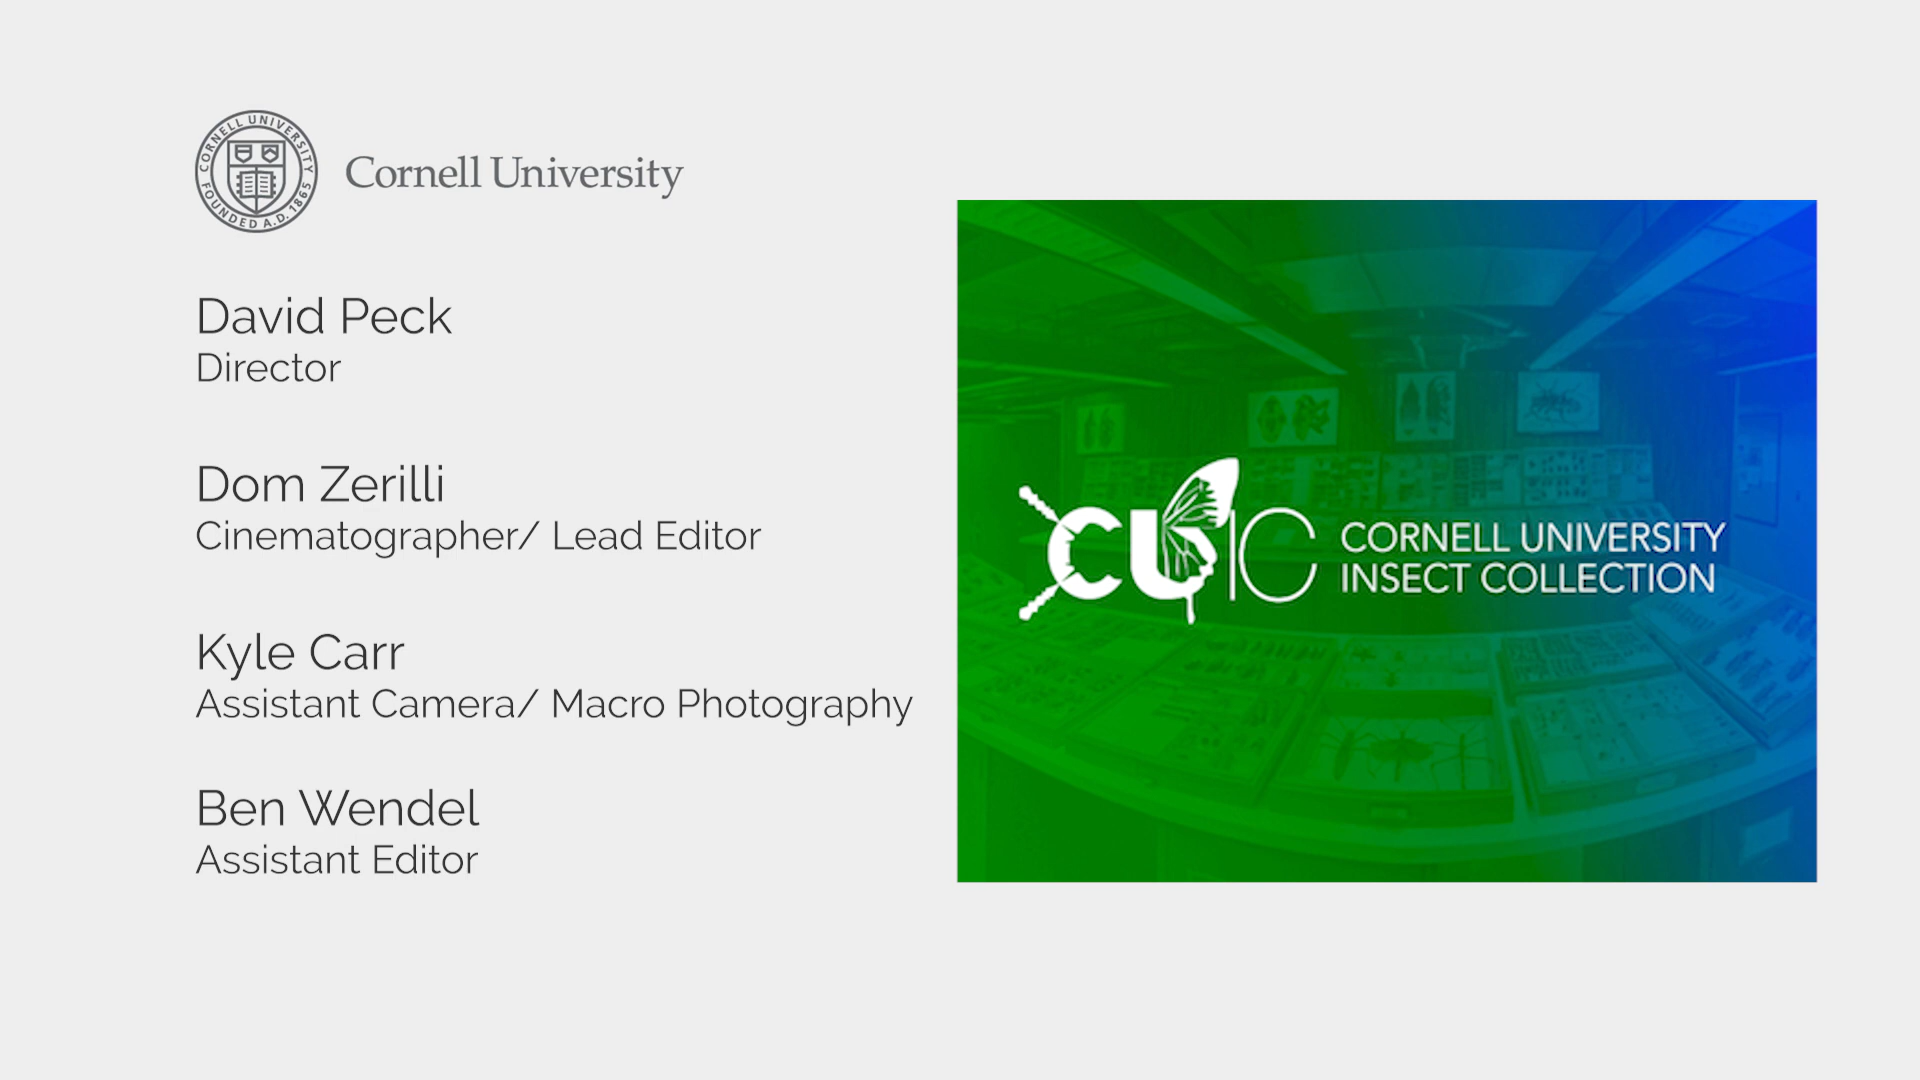 CORNELL UNIVERSITY
FOUNDED A.D. 1865
Cornell University
David Peck
Director
Dom Zerilli
Cinematographer/ Lead Editor
Kyle Carr
Assistant Camera/ Macro Photography
Ben Wendel
Assistant Editor
CUIC
CORNELL UNIVERSITY
INSECT COLLECTION